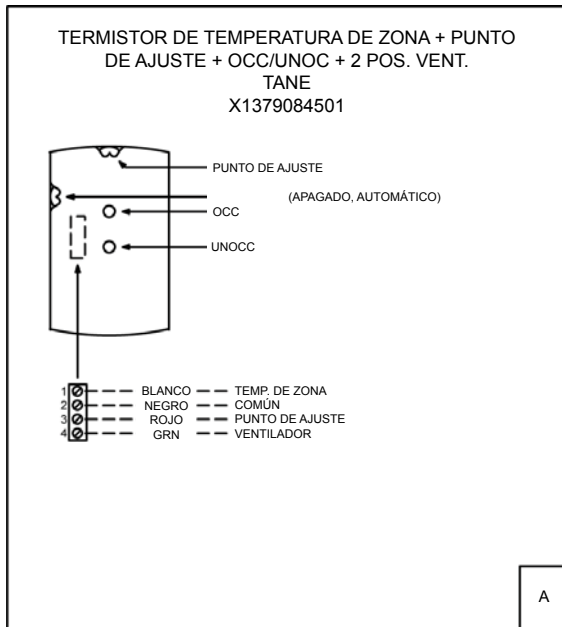 TERMISTOR DE TEMPERATURA DE ZONA + PUNTO
DE AJUSTE + OCC/UNOC + 2 POS. VENT.
TANE
X1379084501
PUNTO DE AJUSTE
(APAGADO, AUTOMÁTICO)
OCC
UNOCC
1 BLANCO TEMP. DE ZONA
2 NEGRO COMÚN
3 ROJO PUNTO DE AJUSTE
4 GRN VENTILADOR
A